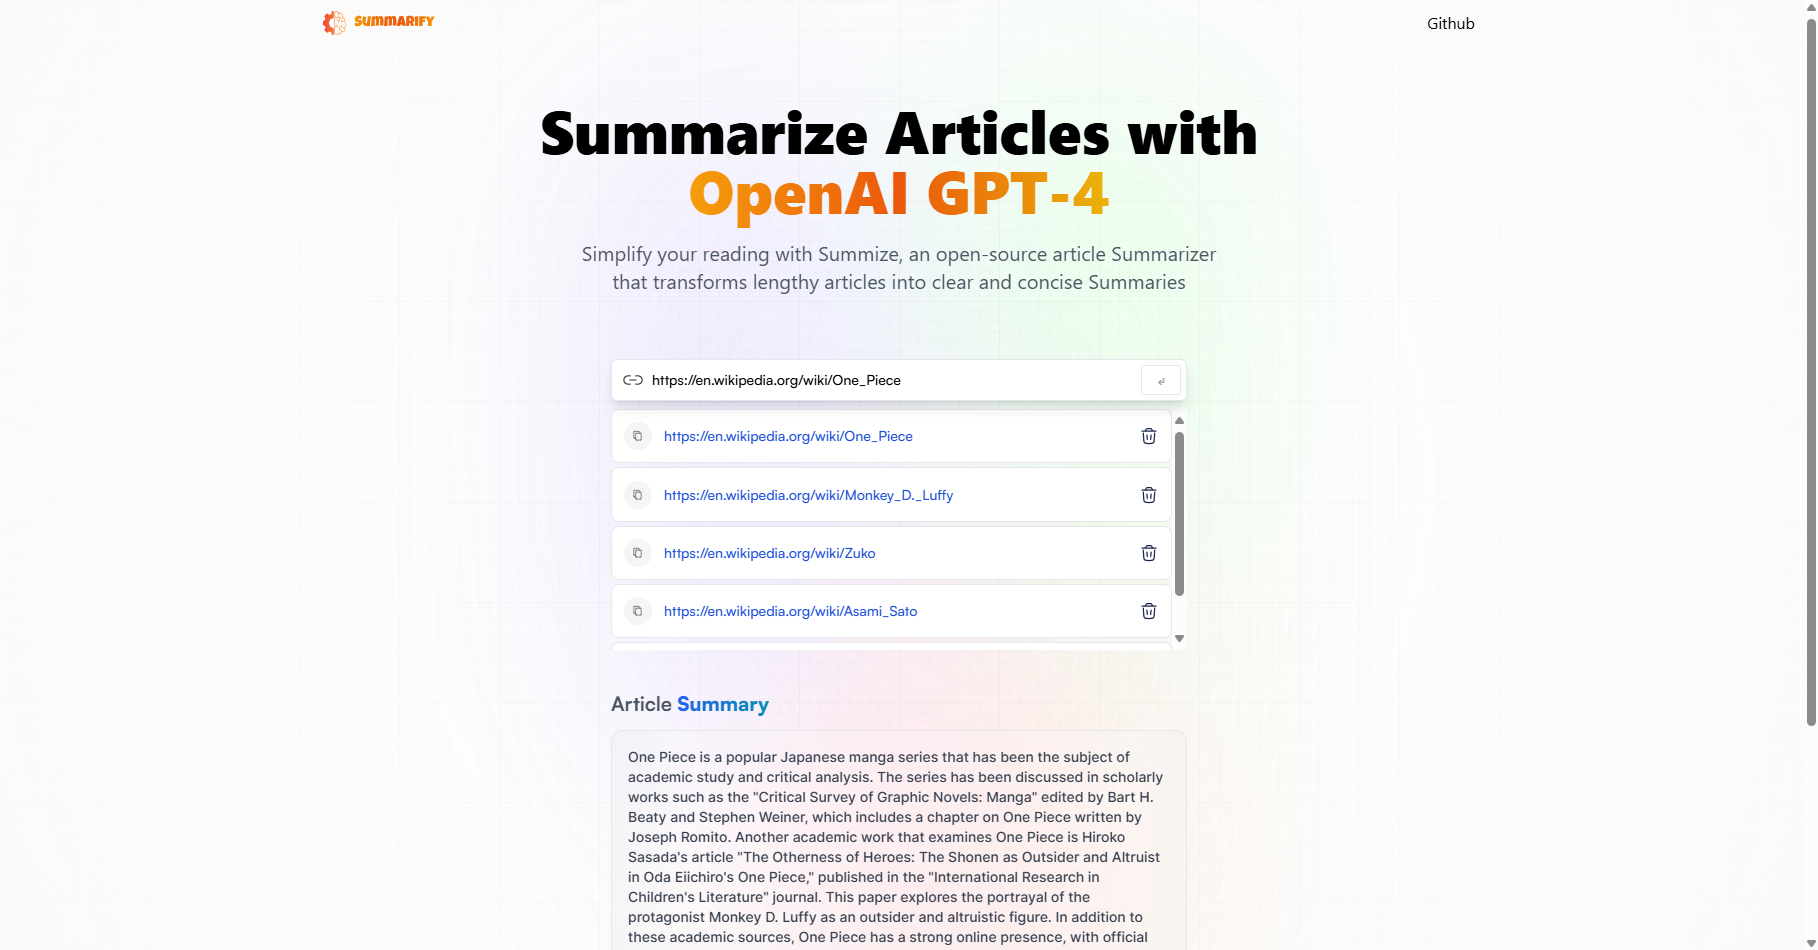 SUMMARIFY
Github
Summarize Articles with
OpenAI GPT-4
Simplify your reading with Summize, an open-source article Summarizer
that transforms lengthy articles into clear and concise Summaries
https://en.wikipedia.org/wiki/One_Piece
https://en.wikipedia.org/wiki/One_Piece
https://en.wikipedia.org/wiki/Monkey_D._Luffy
https://en.wikipedia.org/wiki/Zuko
https://en.wikipedia.org/wiki/Asami_Sato
Article Summary
One Piece is a popular Japanese manga series that has been the subject of
academic study and critical analysis. The series has been discussed in scholarly
works such as the "Critical Survey of Graphic Novels: Manga" edited by Bart H.
Beaty and Stephen Weiner, which includes a chapter on One Piece written by
Joseph Romito. Another academic work that examines One Piece is Hiroko
Sasada's article "The Otherness of Heroes: The Shonen as Outsider and Altruist
in Oda Eiichiro's One Piece," published in the "International Research in
Children's Literature" journal. This paper explores the portrayal of the
protagonist Monkey D. Luffy as an outsider and altruistic figure. In addition to
these academic sources, One Piece has a strong online presence, with official